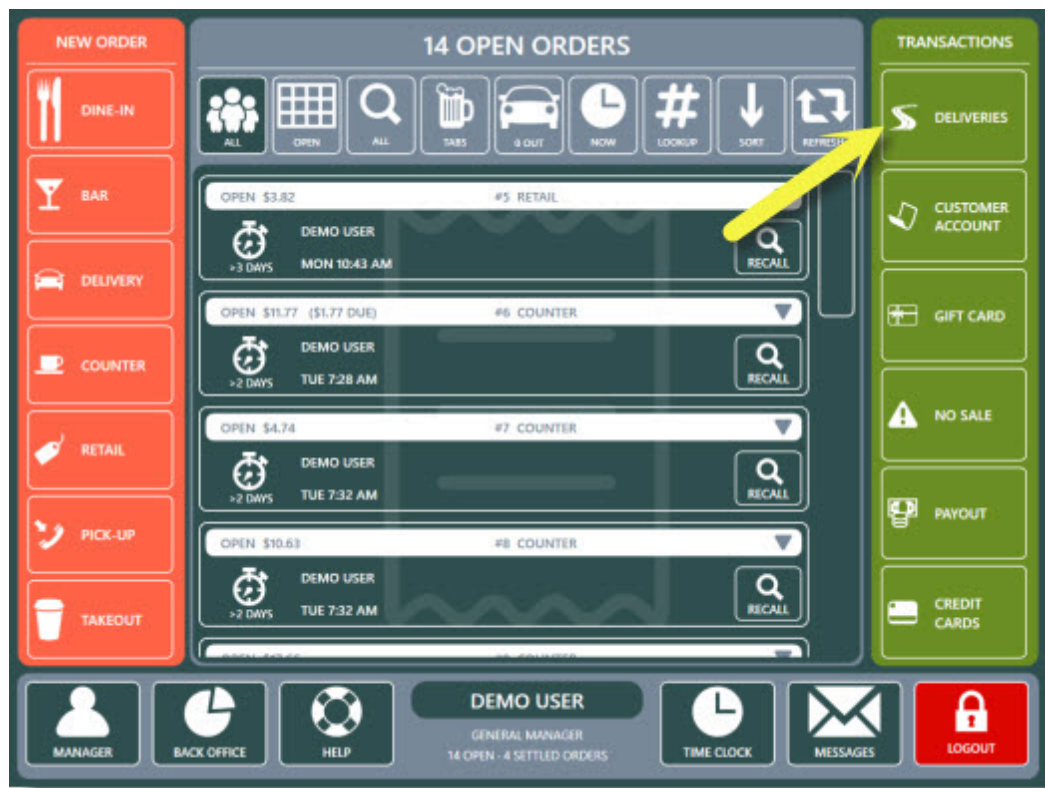 NEW ORDER
DINE-IN
BAR
DELIVERY
COUNTER
RETAIL
PICK-UP
TAKEOUT
14 OPEN ORDERS
ALL
OPEN
ALL
TABS
0 OUT
NOW
#
LOOKUP
SORT
REFRESH
OPEN $3.82 #5 RETAIL
DEMO USER
>3 DAYS
MON 10:43 AM
RECALL
OPEN $11.77 ($1.77 DUE) #6 COUNTER
DEMO USER
>2 DAYS
TUE 7:28 AM
RECALL
OPEN $4.74 #7 COUNTER
DEMO USER
>2 DAYS
TUE 7:32 AM
RECALL
OPEN $10.63 #8 COUNTER
DEMO USER
>2 DAYS
TUE 7:32 AM
RECALL
TRANSACTIONS
DELIVERIES
CUSTOMER
ACCOUNT
GIFT CARD
NO SALE
PAYOUT
CREDIT
CARDS
MANAGER
BACK OFFICE
HELP
DEMO USER
GENERAL MANAGER
14 OPEN - 4 SETTLED ORDERS
TIME CLOCK
MESSAGES
LOGOUT